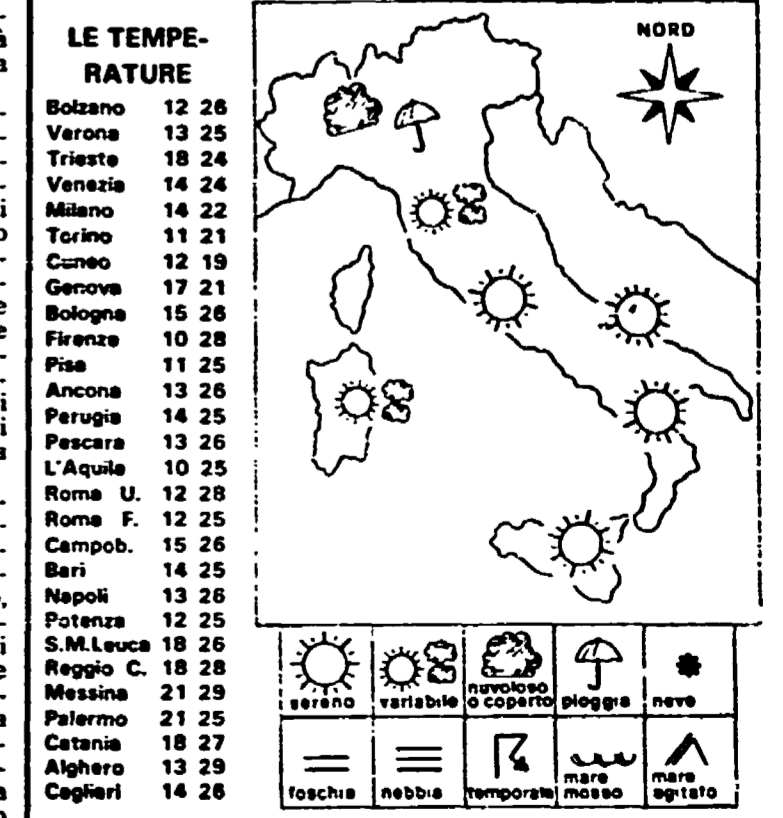 LE TEMPE-
RATURE
Bolzano 12 26
Verona 13 25
Trieste 18 24
Venezia 14 24
Milano 14 22
Torino 11 21
Cuneo 12 19
Genova 17 21
Bologna 15 26
Firenze 10 28
Pisa 11 25
Ancona 13 26
Perugia 14 25
Pescara 13 26
L'Aquila 10 25
Roma U. 12 28
Roma F. 12 25
Campob. 15 26
Bari 14 25
Napoli 13 26
Potenza 12 25
S.M.Leuca 18 26
Reggio C. 18 28
Messina 21 29
Palermo 21 25
Catania 18 27
Alghero 13 29
Cagliari 14 26
NORD
sereno
variabile
nuvoloso
o coperto
pioggia
neve
foschia
nebbia
temporale
mare
mosso
mare
agitato